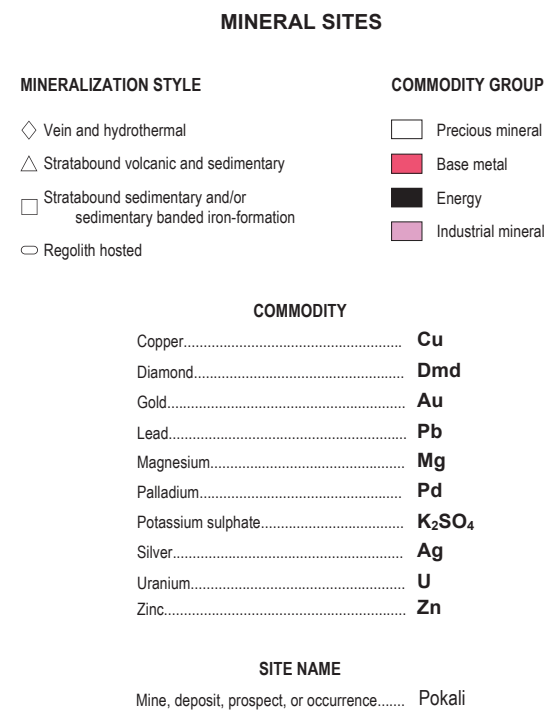 MINERAL SITES
MINERALIZATION STYLE
Vein and hydrothermal
Stratabound volcanic and sedimentary
Stratabound sedimentary and/or
sedimentary banded iron-formation
Regolith hosted
COMMODITY GROUP
Precious mineral
Base metal
Energy
Industrial mineral
COMMODITY
Copper...................................................... Cu
Diamond.................................................... Dmd
Gold........................................................... Au
Lead........................................................... Pb
Magnesium................................................ Mg
Palladium.................................................. Pd
Potassium sulphate................................... K₂SO₄
Silver......................................................... Ag
Uranium..................................................... U
Zinc............................................................ Zn
SITE NAME
Mine, deposit, prospect, or occurrence....... Pokali